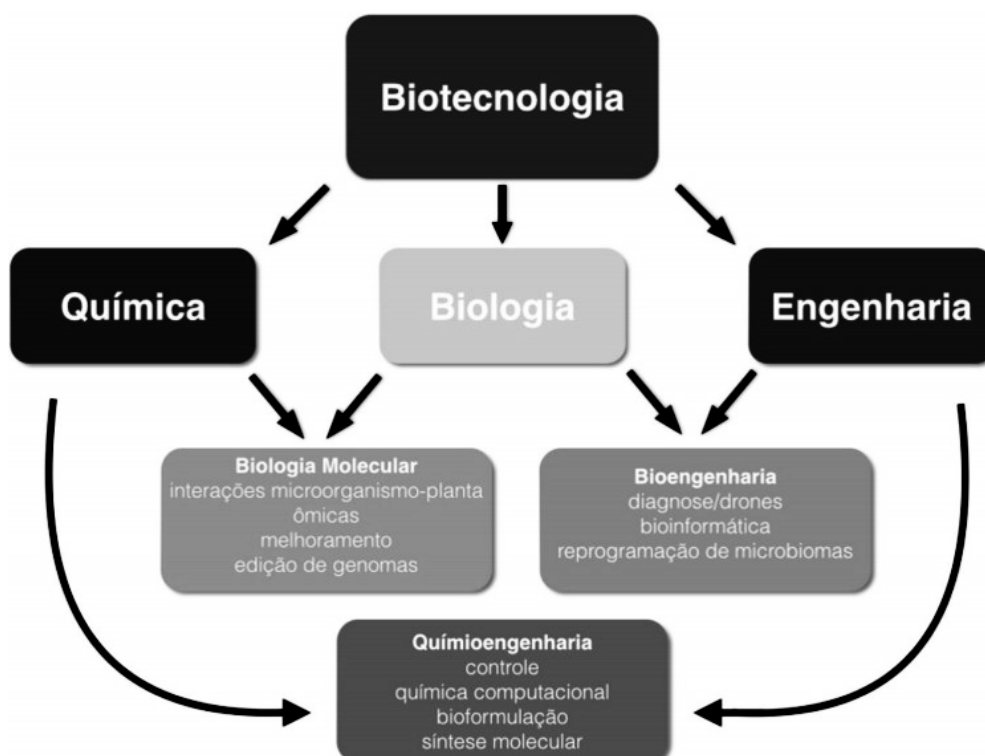 Biotecnologia
Química
Biologia
Engenharia
Biologia Molecular
interações microorganismo-planta
ômicas
melhoramento
edição de genomas
Bioengenharia
diagnose/drones
bioinformática
reprogramação de microbiomas
Químioengenharia
controle
química computacional
bioformulação
síntese molecular